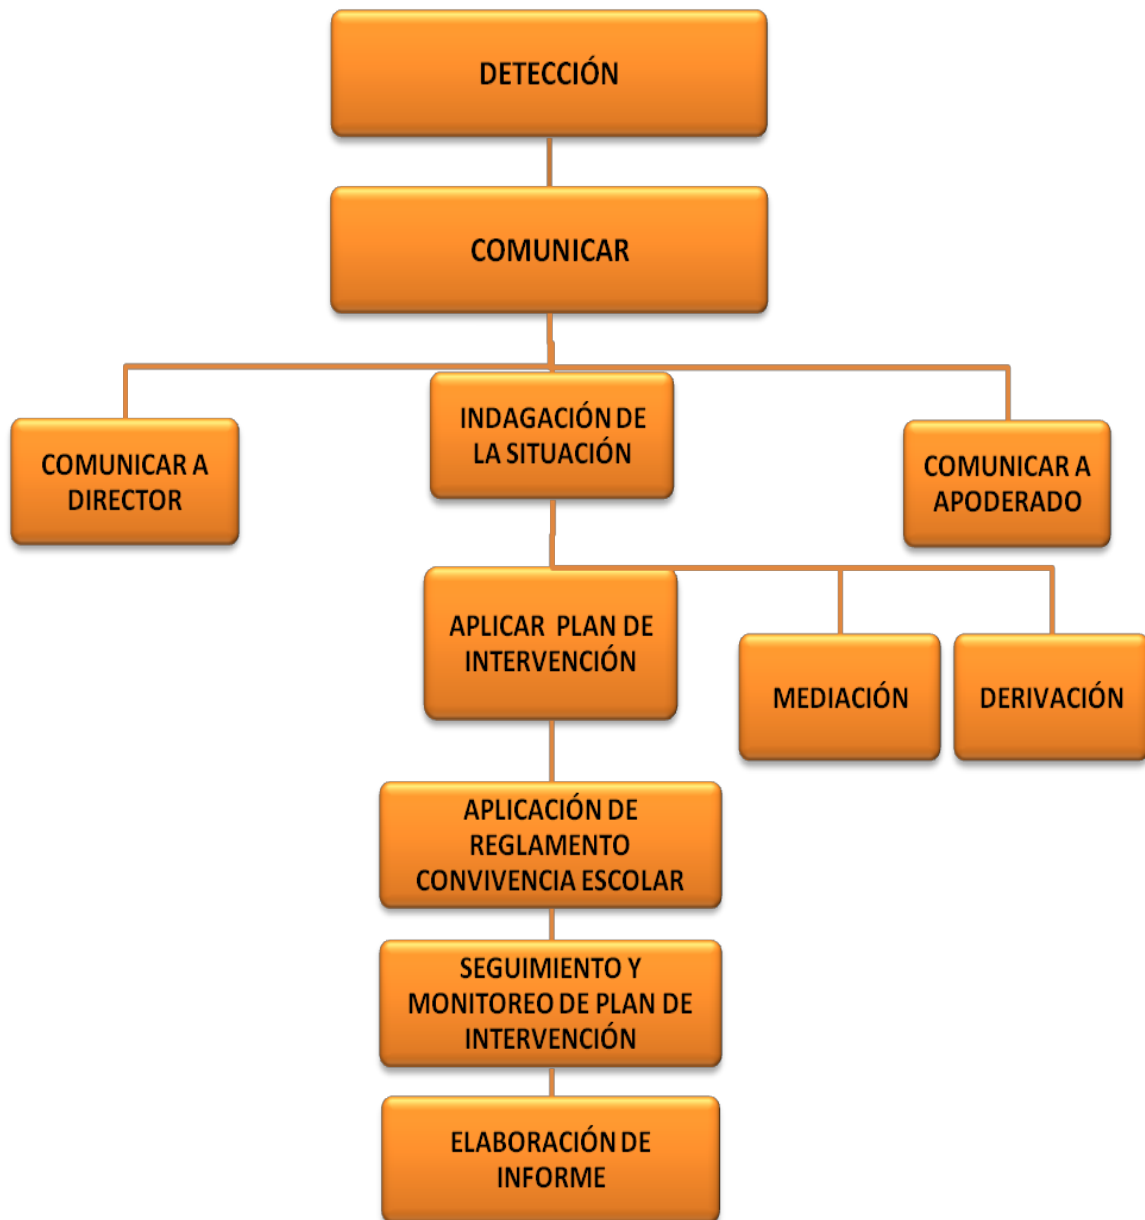 DETECCIÓN
COMUNICAR
COMUNICAR A
DIRECTOR
INDAGACIÓN DE
LA SITUACIÓN
COMUNICAR A
APODERADO
APLICAR PLAN DE
INTERVENCIÓN
MEDIACIÓN
DERIVACIÓN
APLICACIÓN DE
REGLAMENTO
CONVIVENCIA ESCOLAR
SEGUIMIENTO Y
MONITOREO DE PLAN DE
INTERVENCIÓN
ELABORACIÓN DE
INFORME